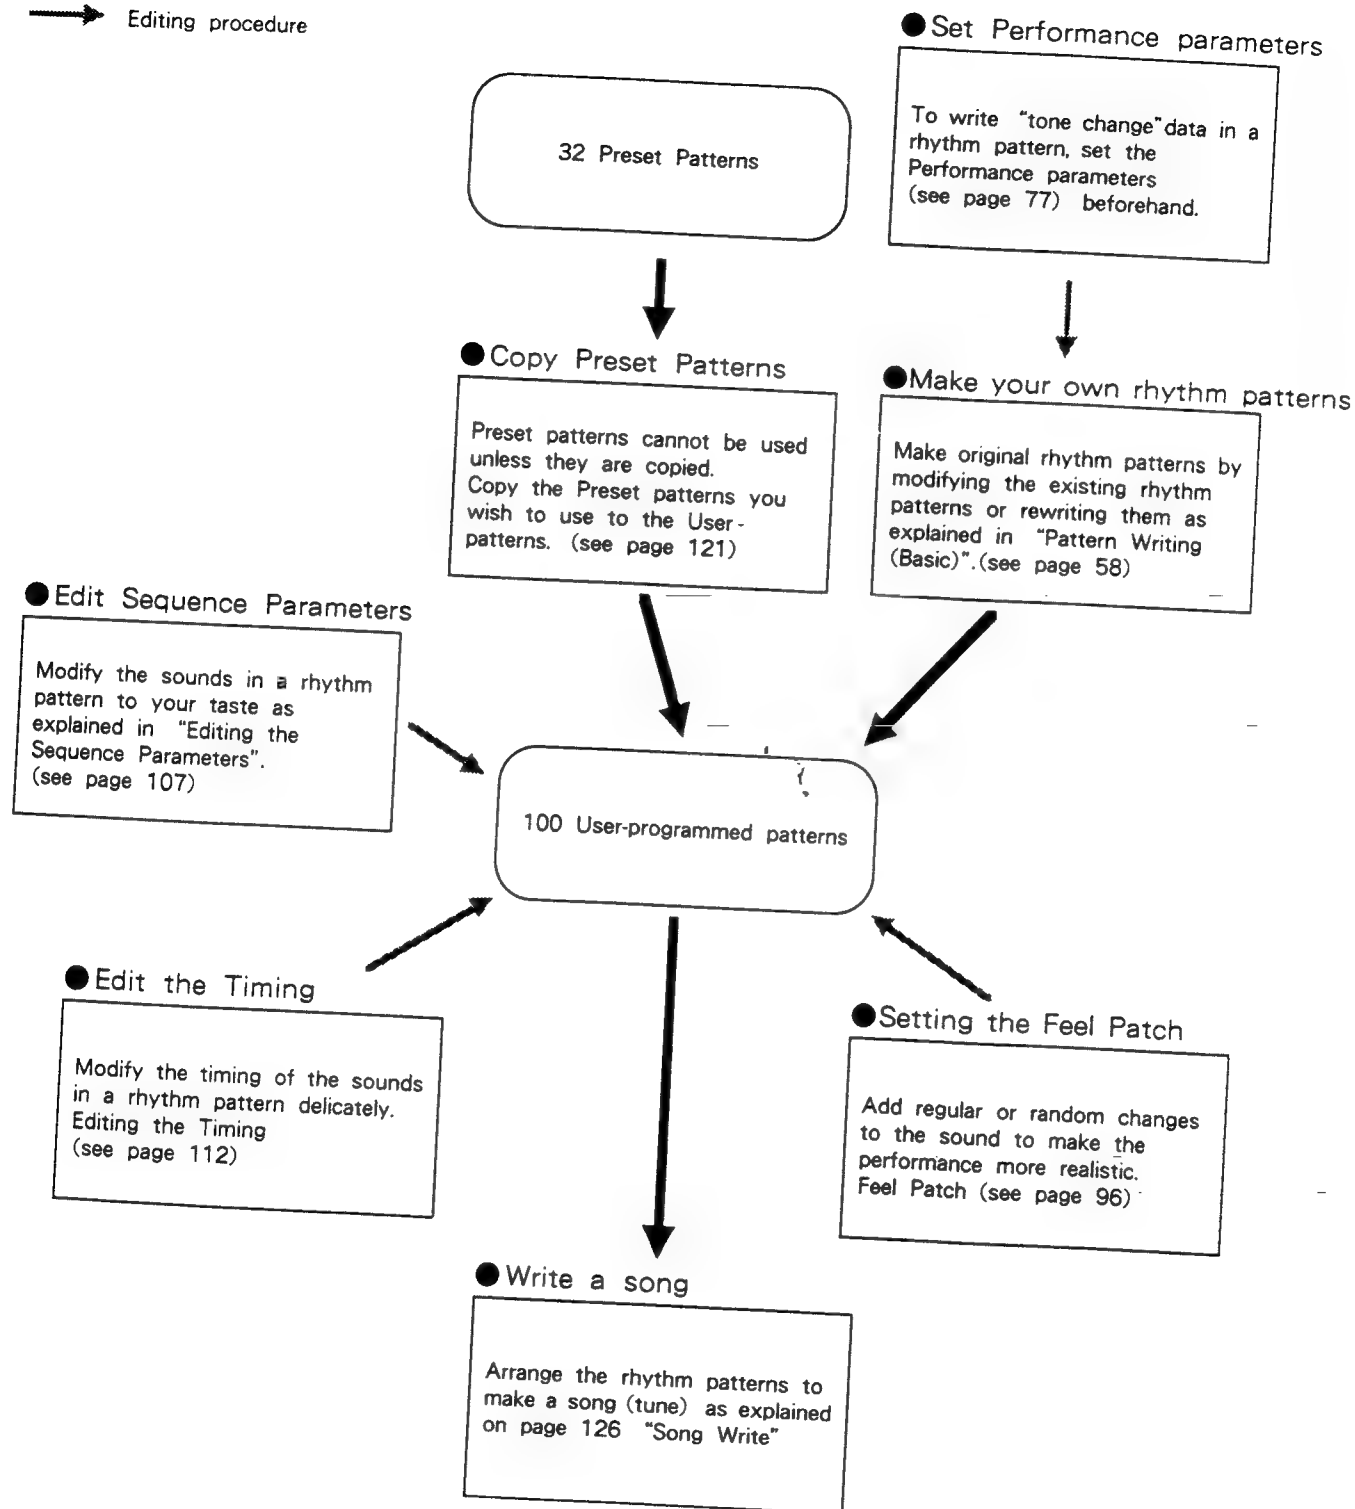 Editing procedure
●Set Performance parameters
To write “tone change”data in a
rhythm pattern, set the
Performance parameters
(see page 77) beforehand.
32 Preset Patterns
●Copy Preset Patterns
Preset patterns cannot be used
unless they are copied.
Copy the Preset patterns you
wish to use to the User-
patterns. (see page 121)
●Make your own rhythm patterns
Make original rhythm patterns by
modifying the existing rhythm
patterns or rewriting them as
explained in “Pattern Writing
(Basic)”.(see page 58)
●Edit Sequence Parameters
Modify the sounds in a rhythm
pattern to your taste as
explained in “Editing the
Sequence Parameters”.
(see page 107)
100 User-programmed patterns
●Edit the Timing
Modify the timing of the sounds
in a rhythm pattern delicately.
Editing the Timing
(see page 112)
●Setting the Feel Patch
Add regular or random changes
to the sound to make the
performance more realistic.
Feel Patch (see page 96)
●Write a song
Arrange the rhythm patterns to
make a song (tune) as explained
on page 126 “Song Write”